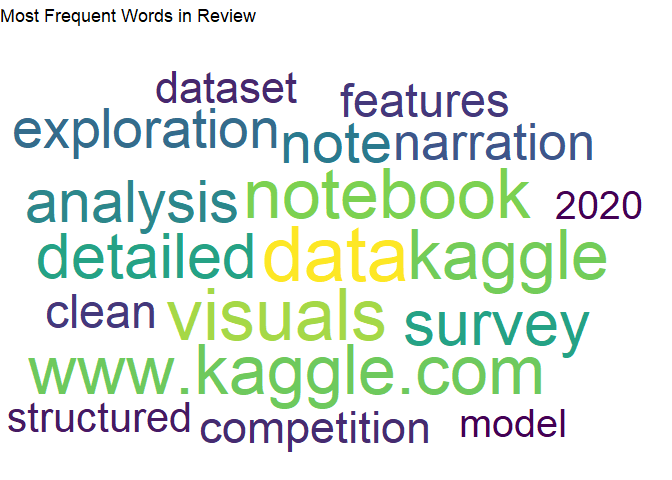 Most Frequent Words in Review
dataset features
exploration note narration
analysis notebook 2020
detailed data kaggle
clean visuals survey
www.kaggle.com
structured competition model